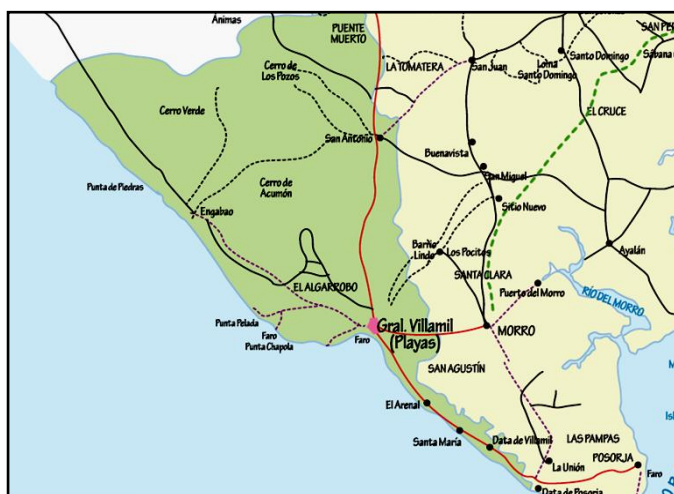 Ánimas
PUENTE
MUERTO
SAN PE
Santo Domingo
Sábana
Loma
Santo Domingo
San Juan
LA TOMATERA
Cerro de
Los Pozos
Cerro Verde
EL CRUCE
San Antonio
Buenavista
San Miguel
Punta de Piedras
Cerro de
Acumón
Sitio Nuevo
Engabao
Barrio
Lindo
Los Pocitos
Ayalán
SANTA CLARA
EL ALGARROBO
Puerto del Morro
RÍO DEL MORRO
Punta Pelada
Faro
Punta Chapola
Faro
Gral. Villamil
(Playas)
MORRO
SAN AGUSTÍN
El Arenal
Santa María
Data de Villamil
LAS PAMPAS
POSORJA
La Unión
Faro
Data de Posorja